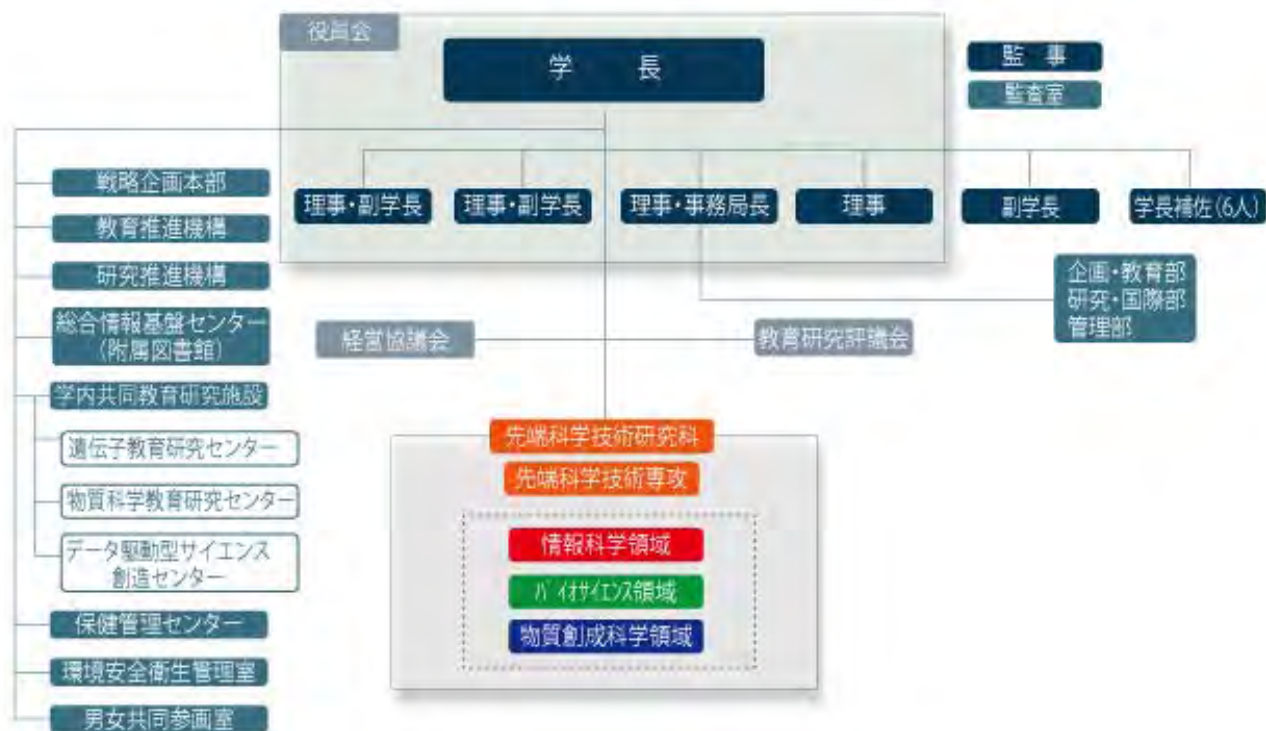 役員会
学　長
監　事
監査室
理事・副学長
理事・副学長
理事・事務局長
理事
副学長
学長補佐(6人)
企画・教育部
研究・国際部
管理部
経営協議会
教育研究評議会
戦略企画本部
教育推進機構
研究推進機構
総合情報基盤センター
(附属図書館)
学内共同教育研究施設
遺伝子教育研究センター
物質科学教育研究センター
データ駆動型サイエンス
創造センター
保健管理センター
環境安全衛生管理室
男女共同参画室
先端科学技術研究科
先端科学技術専攻
情報科学領域
バイオサイエンス領域
物質創成科学領域